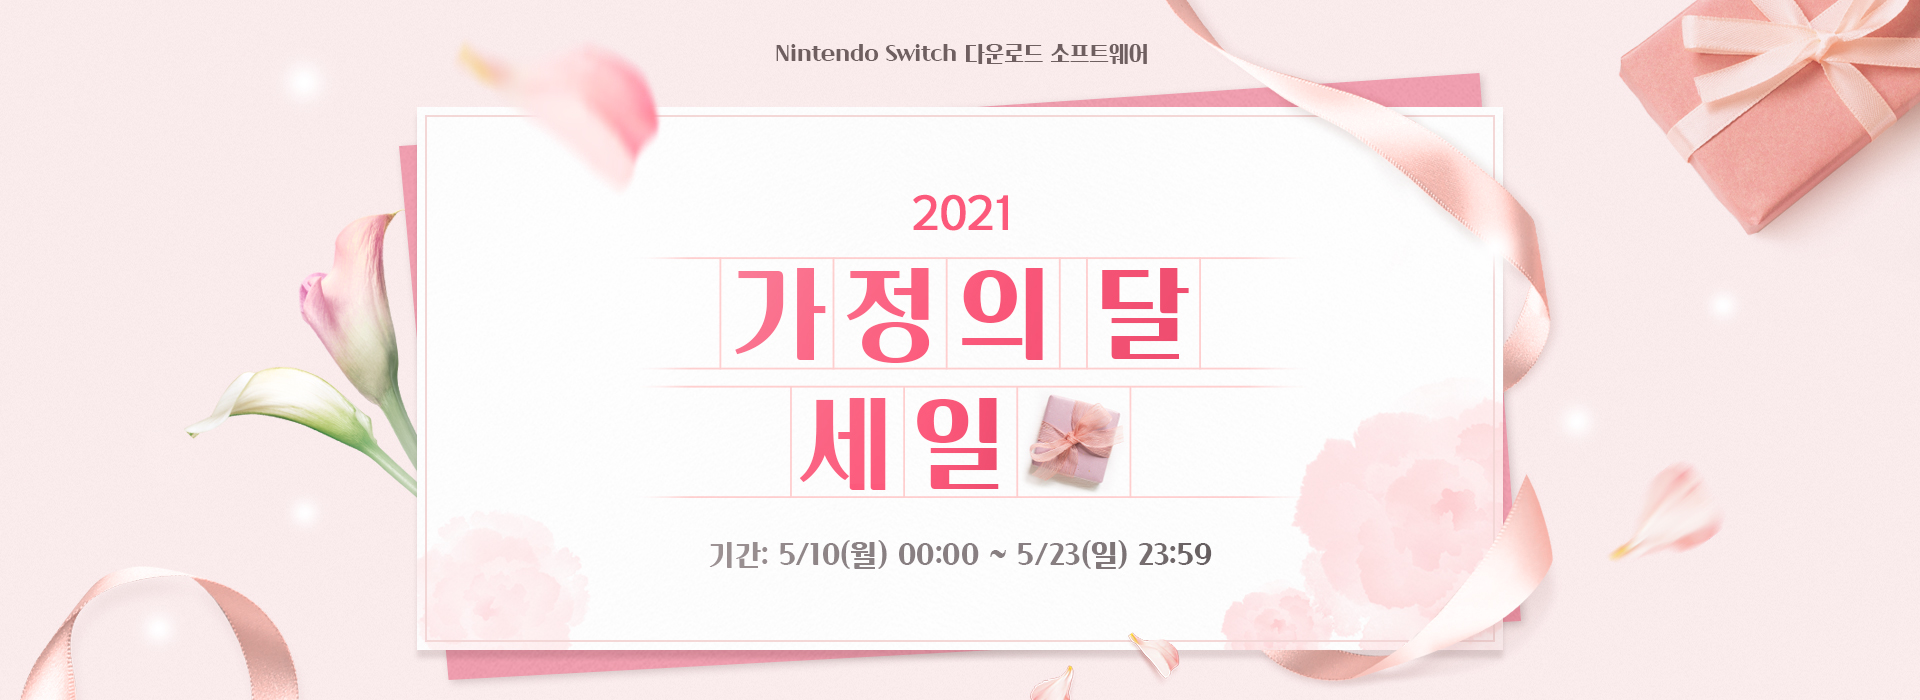 Nintendo Switch 다운로드 소프트웨어
2021
가정의 달
세일
기간: 5/10(월) 00:00 ~ 5/23(일) 23:59